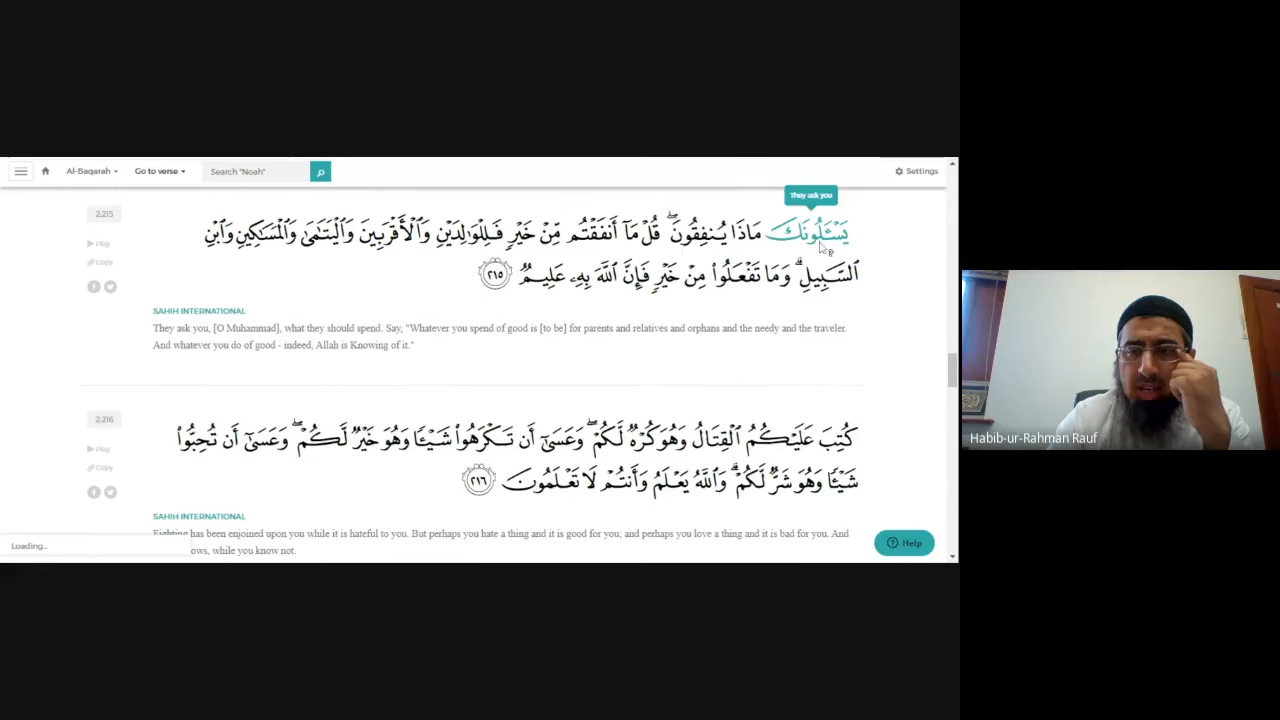 Al-Baqarah Go to verse Search "Noah" Settings
They ask you
2.215
يَسْـَٔلُونَكَ مَاذَا يُنفِقُونَ ۖ قُلْ مَآ أَنفَقْتُم مِّنْ خَيْرٍ فَلِلْوَٰلِدَيْنِ وَٱلْأَقْرَبِينَ وَٱلْيَتَـٰمَىٰ وَٱلْمَسَـٰكِينِ وَٱبْنِ
ٱلسَّبِيلِ ۗ وَمَا تَفْعَلُوا۟ مِنْ خَيْرٍ فَإِنَّ ٱللَّهَ بِهِۦ عَلِيمٌ ٢١٥
Play
Copy
SAHIH INTERNATIONAL
They ask you, [O Muhammad], what they should spend. Say, "Whatever you spend of good is [to be] for parents and relatives and orphans and the needy and the traveler.
And whatever you do of good - indeed, Allah is Knowing of it."
2.216
كُتِبَ عَلَيْكُمُ ٱلْقِتَالُ وَهُوَ كُرْهٌ لَّكُمْ ۖ وَعَسَىٰٓ أَن تَكْرَهُوا۟ شَيْـًٔا وَهُوَ خَيْرٌ لَّكُمْ ۖ وَعَسَىٰٓ أَن تُحِبُّوا۟
شَيْـًٔا وَهُوَ شَرٌّ لَّكُمْ ۗ وَٱللَّهُ يَعْلَمُ وَأَنتُمْ لَا تَعْلَمُونَ ٢١٦
Play
Copy
SAHIH INTERNATIONAL
Fighting has been enjoined upon you while it is hateful to you. But perhaps you hate a thing and it is good for you; and perhaps you love a thing and it is bad for you. And
ows, while you know not.
Loading...
Help
Habib-ur-Rahman Rauf